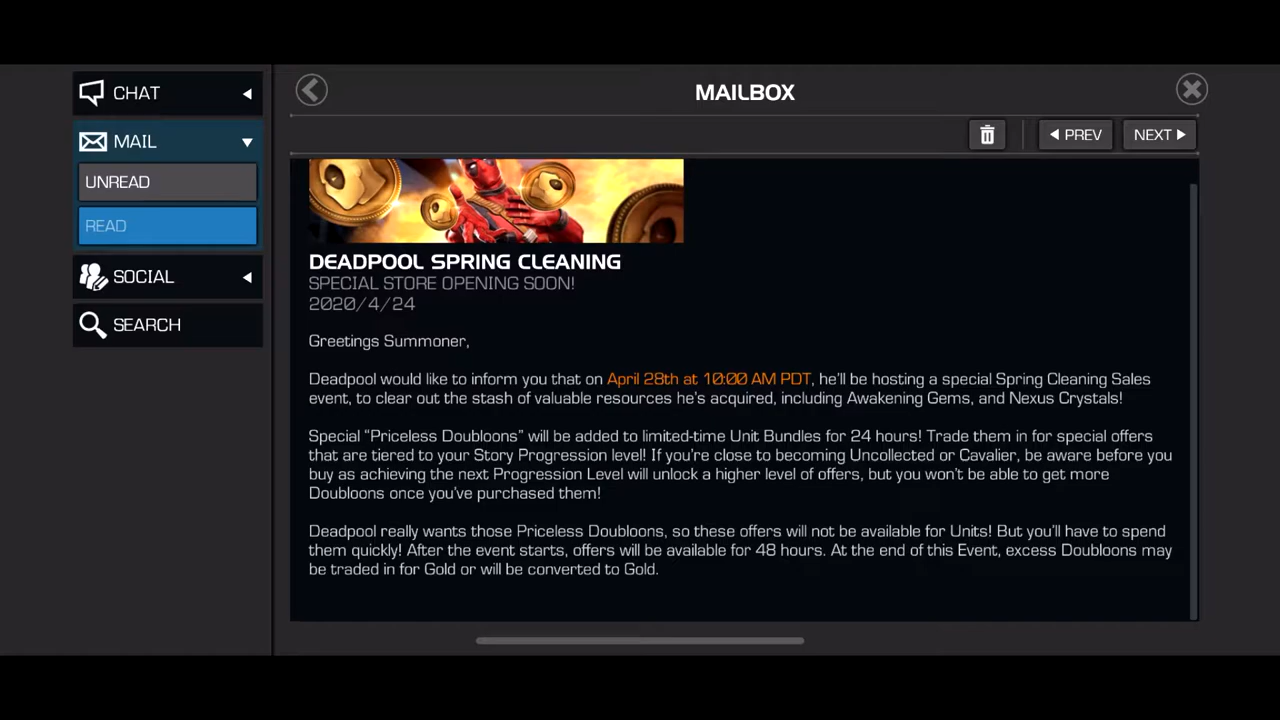 CHAT
MAIL
UNREAD
READ
SOCIAL
SEARCH
MAILBOX
PREV
NEXT
DEADPOOL SPRING CLEANING
SPECIAL STORE OPENING SOON!
2020/4/24
Greetings Summoner,
Deadpool would like to inform you that on April 28th at 10:00 AM PDT, he'll be hosting a special Spring Cleaning Sales
event, to clear out the stash of valuable resources he's acquired, including Awakening Gems, and Nexus Crystals!
Special “Priceless Doubloons” will be added to limited-time Unit Bundles for 24 hours! Trade them in for special offers
that are tiered to your Story Progression level! If you're close to becoming Uncollected or Cavalier, be aware before you
buy as achieving the next Progression Level will unlock a higher level of offers, but you won't be able to get more
Doubloons once you've purchased them!
Deadpool really wants those Priceless Doubloons, so these offers will not be available for Units! But you'll have to spend
them quickly! After the event starts, offers will be available for 48 hours. At the end of this Event, excess Doubloons may
be traded in for Gold or will be converted to Gold.